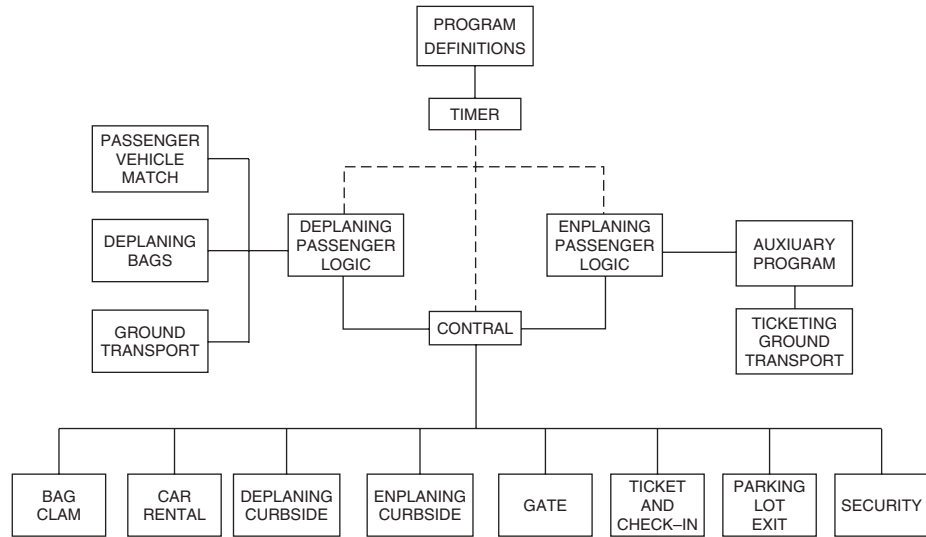 PROGRAM
DEFINITIONS
TIMER
PASSENGER
VEHICLE
MATCH
DEPLANING
BAGS
GROUND
TRANSPORT
DEPLANING
PASSENGER
LOGIC
ENPLANING
PASSENGER
LOGIC
AUXIUARY
PROGRAM
TICKETING
GROUND
TRANSPORT
CONTRAL
BAG
CLAM
CAR
RENTAL
DEPLANING
CURBSIDE
ENPLANING
CURBSIDE
GATE
TICKET
AND
CHECK–IN
PARKING
LOT
EXIT
SECURITY